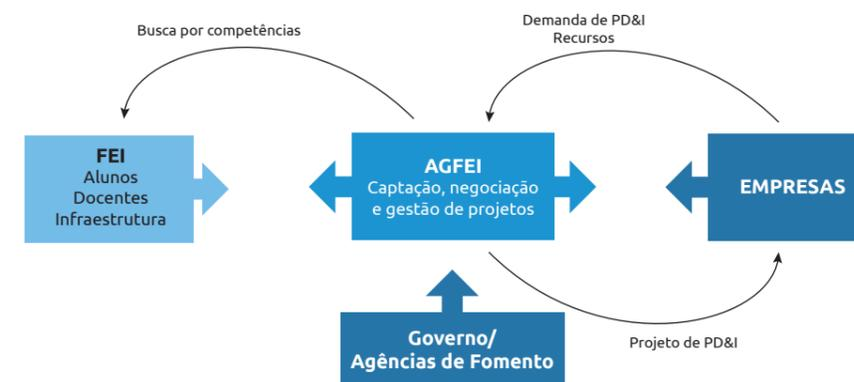 Busca por competências
Demanda de PD&I
Recursos
FEI
Alunos
Docentes
Infraestrutura
AGFEI
Captação, negociação
e gestão de projetos
EMPRESAS
Governo/
Agências de Fomento
Projeto de PD&I